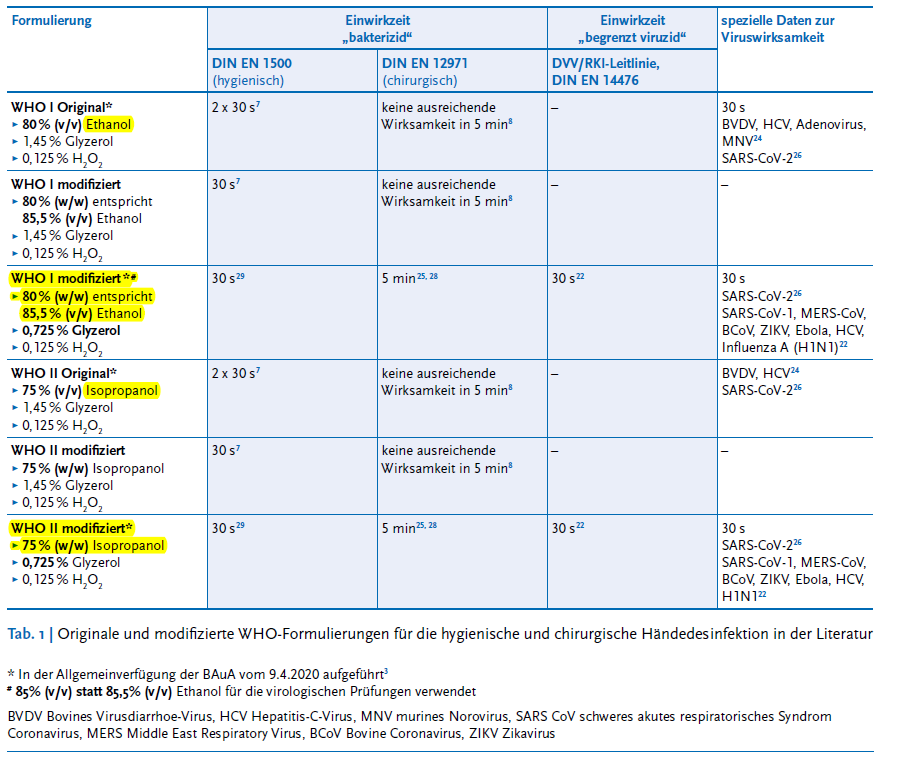 Formulierung
Einwirkzeit
„bakterizid“
Einwirkzeit
„begrenzt viruzid“
spezielle Daten zur
Viruswirksamkeit
DIN EN 1500
(hygienisch)
DIN EN 12971
(chirurgisch)
DVV/RKI-Leitlinie,
DIN EN 14476
WHO I Original*
▸ 80 % (v/v) Ethanol
▸ 1,45 % Glyzerol
▸ 0,125 % H₂O₂
2 x 30 s⁷
keine ausreichende
Wirksamkeit in 5 min⁸
–
30 s
BVDV, HCV, Adenovirus,
MNV²⁴
SARS-CoV-2²⁶
WHO I modifiziert
▸ 80 % (w/w) entspricht
85,5 % (v/v) Ethanol
▸ 1,45 % Glyzerol
▸ 0,125 % H₂O₂
30 s⁷
keine ausreichende
Wirksamkeit in 5 min⁸
–
–
WHO I modifiziert*#
▸ 80 % (w/w) entspricht
85,5 % (v/v) Ethanol
▸ 0,725 % Glyzerol
▸ 0,125 % H₂O₂
30 s²⁹
5 min²⁵, ²⁸
30 s²²
30 s
SARS-CoV-2²⁶
SARS-CoV-1, MERS-CoV,
BCoV, ZIKV, Ebola, HCV,
Influenza A (H1N1)²²
WHO II Original*
▸ 75 % (v/v) Isopropanol
▸ 1,45 % Glyzerol
▸ 0,125 % H₂O₂
2 x 30 s⁷
keine ausreichende
Wirksamkeit in 5 min⁸
–
BVDV, HCV²⁴
SARS-CoV-2²⁶
WHO II modifiziert
▸ 75 % (w/w) Isopropanol
▸ 1,45 % Glyzerol
▸ 0,125 % H₂O₂
30 s⁷
keine ausreichende
Wirksamkeit in 5 min⁸
–
–
WHO II modifiziert*
▸ 75 % (w/w) Isopropanol
▸ 0,725 % Glyzerol
▸ 0,125 % H₂O₂
30 s²⁹
5 min²⁵, ²⁸
30 s²²
30 s
SARS-CoV-2²⁶
SARS-CoV-1, MERS-CoV,
BCoV, ZIKV, Ebola, HCV,
H1N1²²
Tab. 1 | Originale und modifizierte WHO-Formulierungen für die hygienische und chirurgische Händedesinfektion in der Literatur
* In der Allgemeinverfügung der BAuA vom 9.4.2020 aufgeführt³
# 85% (v/v) statt 85,5% (v/v) Ethanol für die virologischen Prüfungen verwendet
BVDV Bovines Virusdiarrhoe-Virus, HCV Hepatitis-C-Virus, MNV murines Norovirus, SARS CoV schweres akutes respiratorisches Syndrom
Coronavirus, MERS Middle East Respiratory Virus, BCoV Bovine Coronavirus, ZIKV Zikavirus